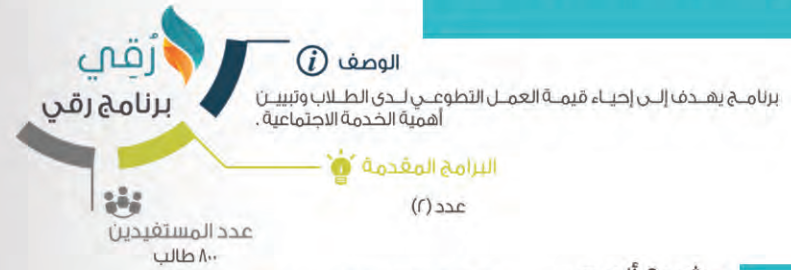 رُقِي
برنامج رقي
الوصف
برنامج يهدف إلى إحياء قيمة العمل التطوعي لدى الطلاب وتبيين
أهمية الخدمة الاجتماعية .
البرامج المقدمة
عدد (٢)
عدد المستفيدين
٨٠٠ طالب